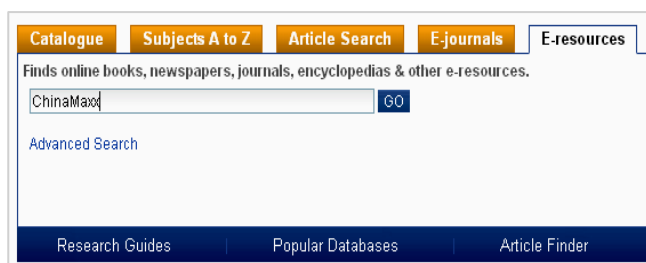 Catalogue Subjects A to Z Article Search E-journals E-resources
Finds online books, newspapers, journals, encyclopedias & other e-resources.
ChinaMaxx GO
Advanced Search
Research Guides Popular Databases Article Finder